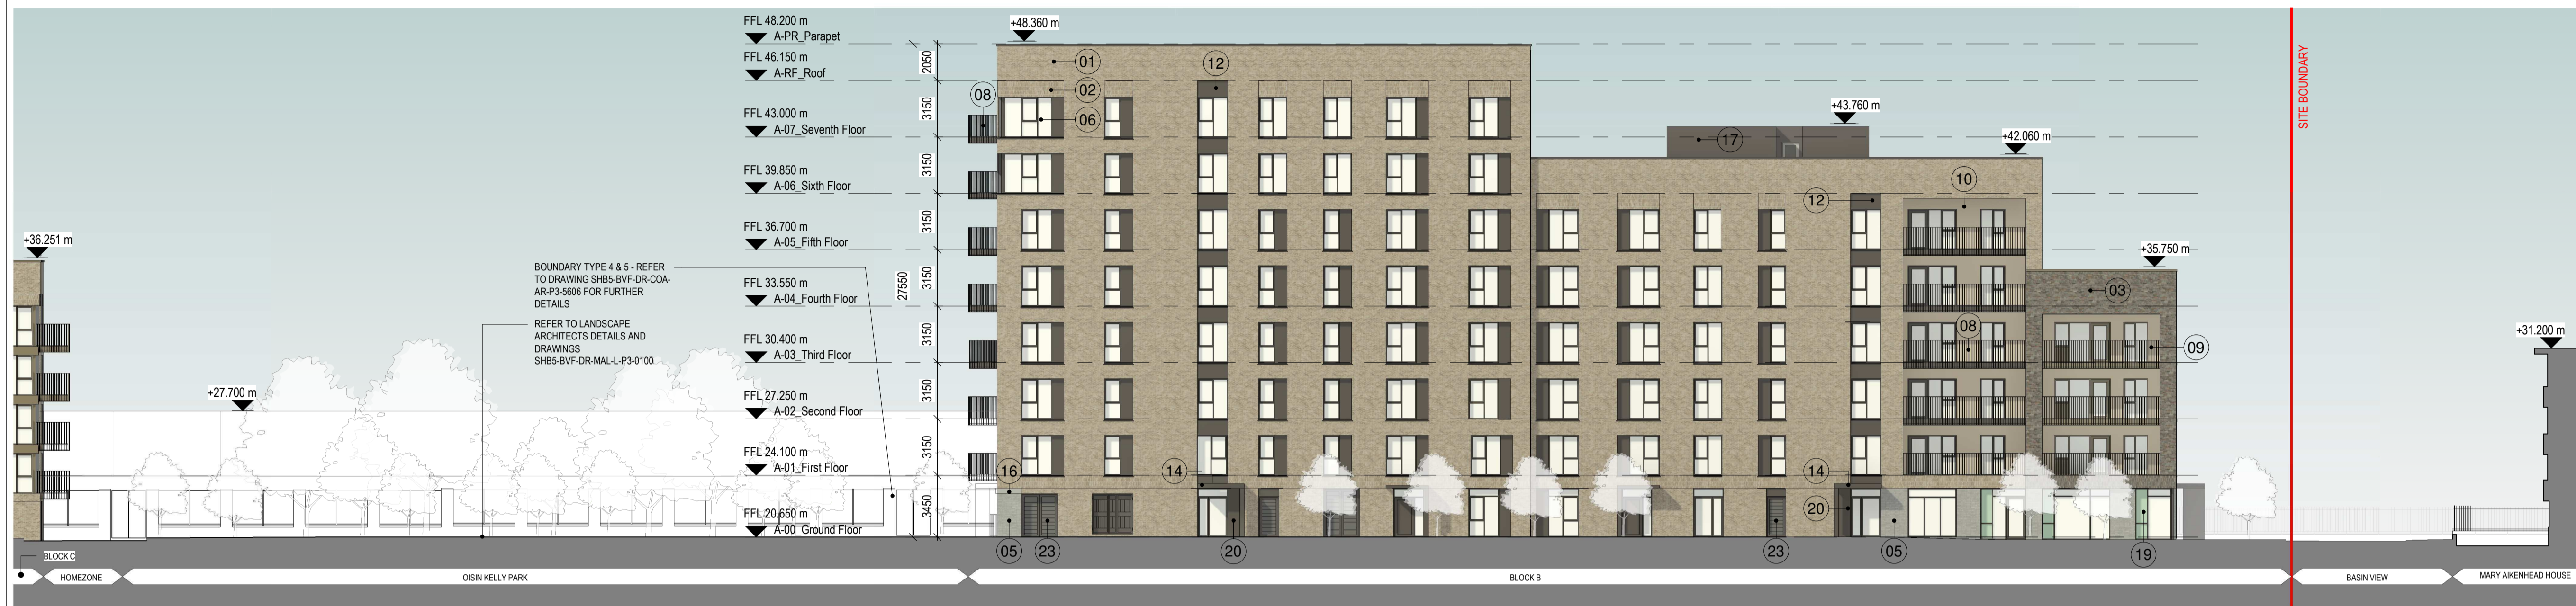 FFL 48.200 m
A-PR_Parapet
FFL 46.150 m
A-RF_Roof
FFL 43.000 m
A-07_Seventh Floor
FFL 39.850 m
A-06_Sixth Floor
FFL 36.700 m
A-05_Fifth Floor
FFL 33.550 m
A-04_Fourth Floor
FFL 30.400 m
A-03_Third Floor
FFL 27.250 m
A-02_Second Floor
FFL 24.100 m
A-01_First Floor
FFL 20.650 m
A-00_Ground Floor
2050
3150
3150
3150
3150
3150
3150
3150
3450
27550
+36.251 m
+27.700 m
BOUNDARY TYPE 4 & 5 - REFER
TO DRAWING SHB5-BVF-DR-COA-
AR-P3-5606 FOR FURTHER
DETAILS
REFER TO LANDSCAPE
ARCHITECTS DETAILS AND
DRAWINGS
SHB5-BVF-DR-MAL-L-P3-0100
+48.360 m
01
02
06
08
12
17
+43.760 m
+42.060 m
10
12
+35.750 m
03
08
09
SITE BOUNDARY
+31.200 m
16
14
14
20
05
23
20
23
05
19
BLOCK C
HOMEZONE
OISIN KELLY PARK
BLOCK B
BASIN VIEW
MARY AIKENHEAD HOUSE